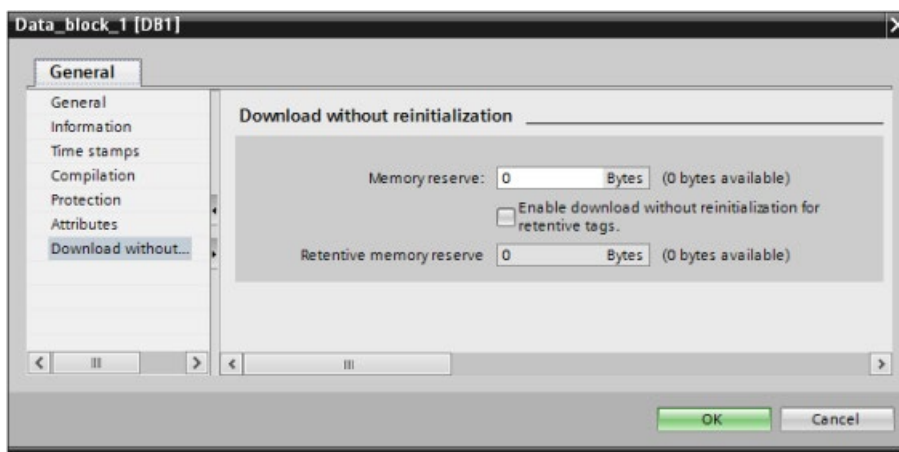 Data_block_1 [DB1]
General
General
Information
Time stamps
Compilation
Protection
Attributes
Download without...
Download without reinitialization
Memory reserve: 0 Bytes (0 bytes available)
Enable download without reinitialization for
retentive tags.
Retentive memory reserve 0 Bytes (0 bytes available)
OK Cancel